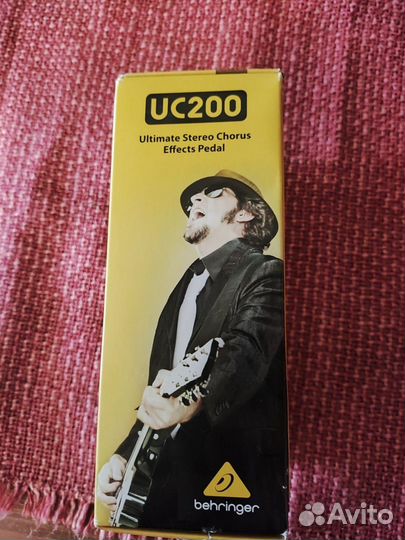 UC200
Ultimate Stereo Chorus
Effects Pedal
behringer
Avito